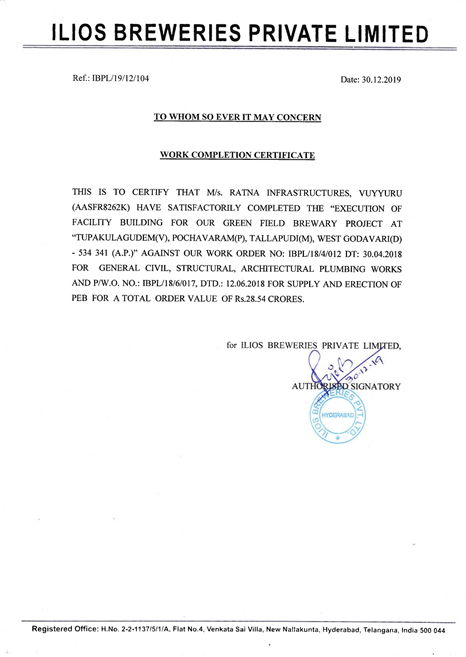 ILIOS BREWERIES PRIVATE LIMITED
Ref.: IBPL/19/12/104
Date: 30.12.2019
TO WHOM SO EVER IT MAY CONCERN
WORK COMPLETION CERTIFICATE
THIS IS TO CERTIFY THAT M/s. RATNA INFRASTRUCTURES, VUYYURU
(AASFR8262K) HAVE SATISFACTORILY COMPLETED THE “EXECUTION OF
FACILITY BUILDING FOR OUR GREEN FIELD BREWARY PROJECT AT
“TUPAKULAGUDEM(V), POCHAVARAM(P), TALLAPUDI(M), WEST GODAVARI(D)
- 534 341 (A.P.)” AGAINST OUR WORK ORDER NO: IBPL/18/4/012 DT: 30.04.2018
FOR GENERAL CIVIL, STRUCTURAL, ARCHITECTURAL PLUMBING WORKS
AND P/W.O. NO.: IBPL/18/6/017, DTD.: 12.06.2018 FOR SUPPLY AND ERECTION OF
PEB FOR A TOTAL ORDER VALUE OF Rs.28.54 CRORES.
for ILIOS BREWERIES PRIVATE LIMITED,
30-12-19
AUTHORISED SIGNATORY
ILIOS BREWERIES PVT. LTD.
HYDERABAD
Registered Office: H.No. 2-2-1137/5/1/A, Flat No.4, Venkata Sai Villa, New Nallakunta, Hyderabad, Telangana, India 500 044